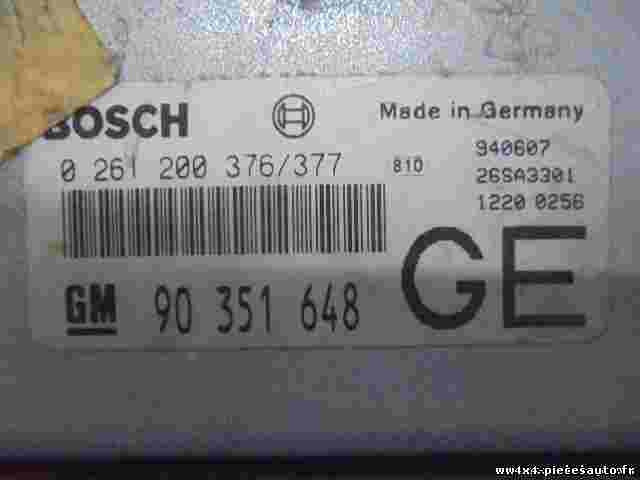 BOSCH Made in Germany
0 261 200 376/377 810 940607
26SA3301
1220 0256
GM 90 351 648 GE
ww4x4.piecesauto.fr